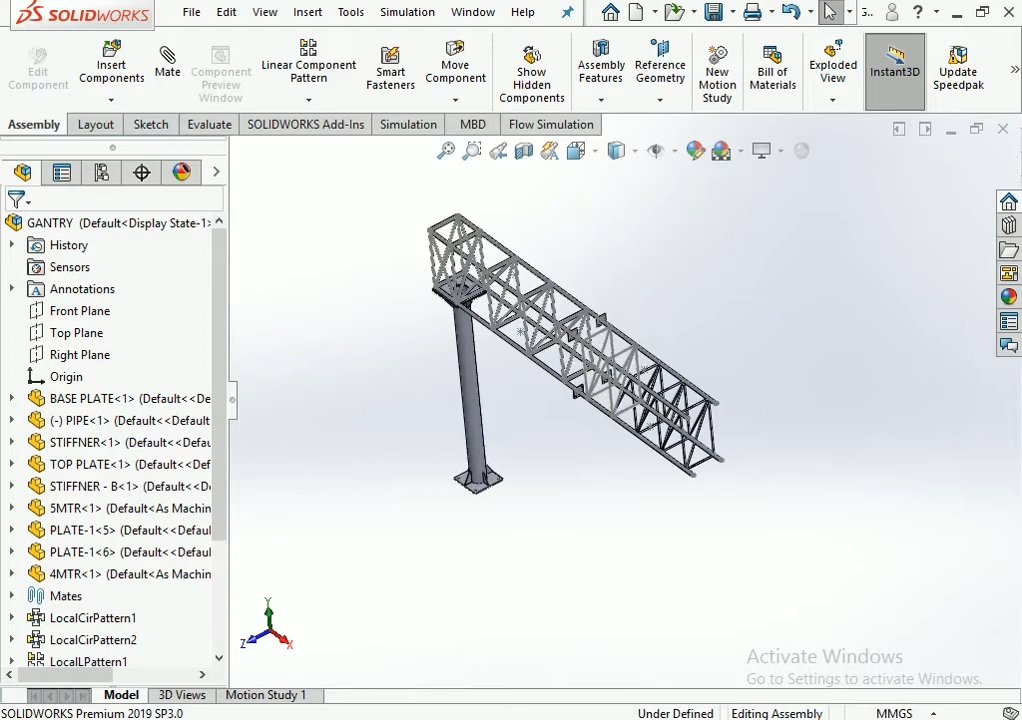 SOLIDWORKS File Edit View Insert Tools Simulation Window Help 5.. ?
Edit Component
Insert Components
Mate
Component Preview Window
Linear Component Pattern
Smart Fasteners
Move Component
Show Hidden Components
Assembly Features
Reference Geometry
New Motion Study
Bill of Materials
Exploded View
Instant3D
Update Speedpak
»
Assembly Layout Sketch Evaluate SOLIDWORKS Add-Ins Simulation MBD Flow Simulation
GANTRY (Default<Display State-1>
History
Sensors
Annotations
Front Plane
Top Plane
Right Plane
Origin
BASE PLATE<1> (Default<<De
(-) PIPE<1> (Default<<Default
STIFFNER<1> (Default<<Defau
TOP PLATE<1> (Default<<Def
STIFFNER - B<1> (Default<<D
5MTR<1> (Default<As Machin
PLATE-1<5> (Default<<Defau
PLATE-1<6> (Default<<Defau
4MTR<1> (Default<As Machin
Mates
LocalCirPattern1
LocalCirPattern2
LocalLPattern1
Y
Z
X
Activate Windows
Go to Settings to activate Windows.
Model 3D Views Motion Study 1
SOLIDWORKS Premium 2019 SP3.0 Under Defined Editing Assembly MMGS